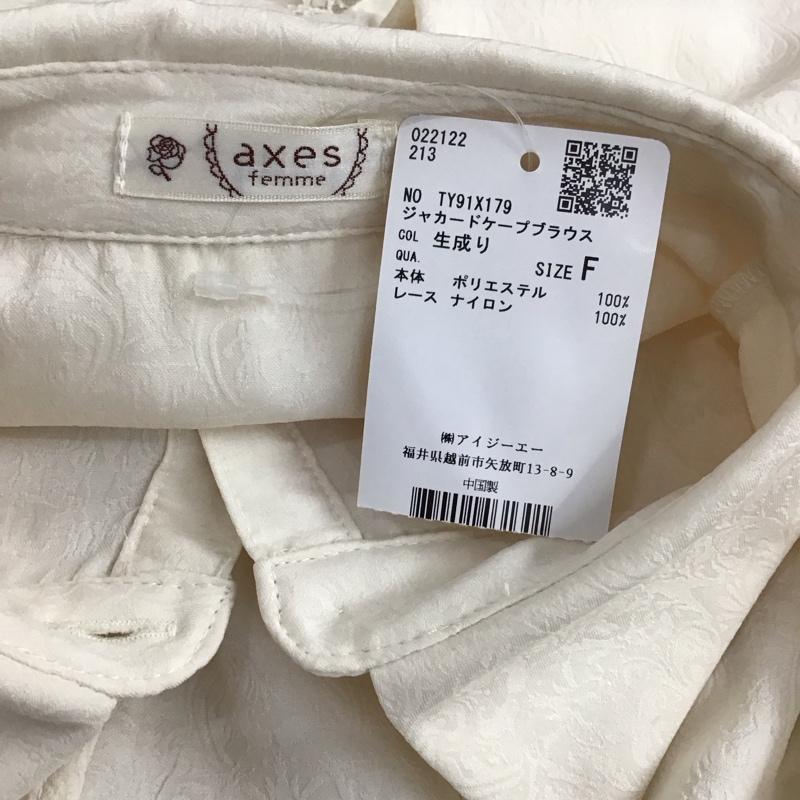 axes
femme
022122
213
NO TY91X179
ジャカードケープブラウス
COL 生成り
QUA. SIZE F
本体 ポリエステル 100%
レース ナイロン 100%
㈱アイジーエー
福井県越前市矢放町13-8-9
中国製